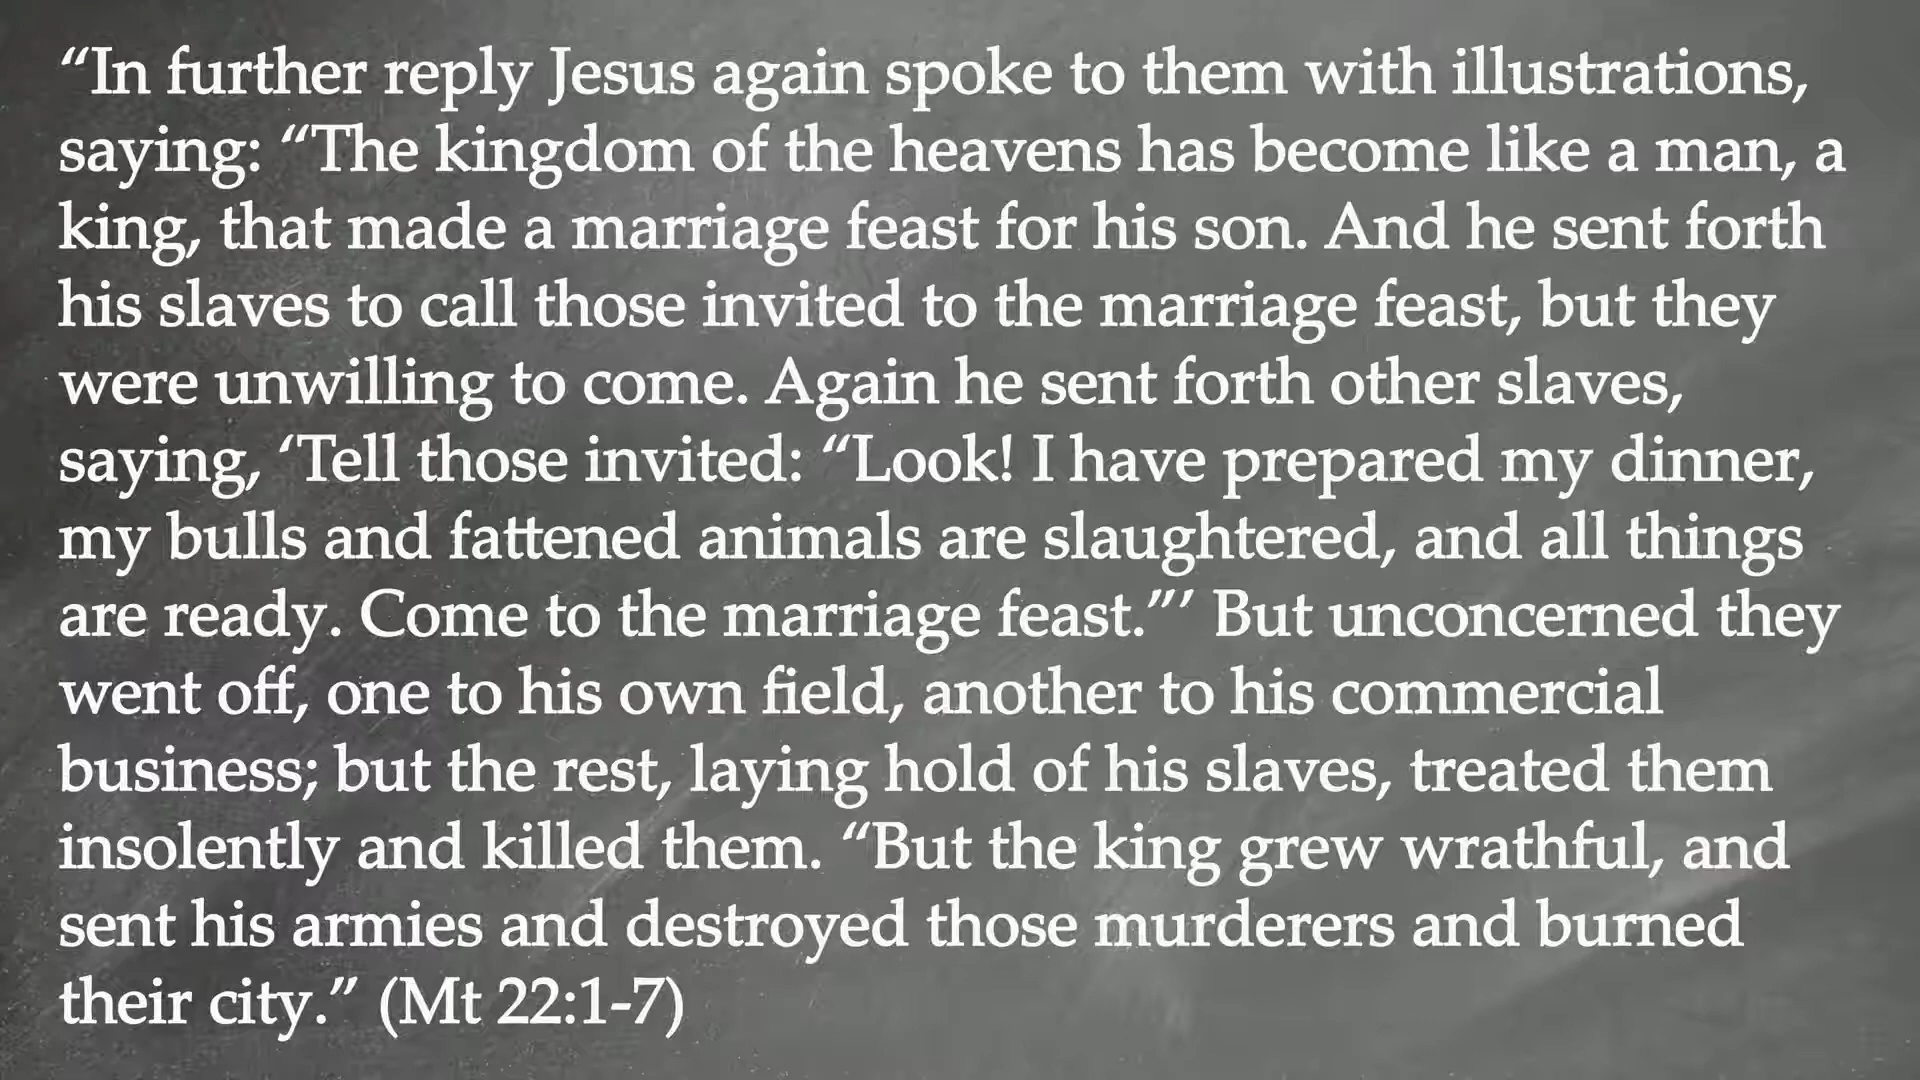 “In further reply Jesus again spoke to them with illustrations,
saying: “The kingdom of the heavens has become like a man, a
king, that made a marriage feast for his son. And he sent forth
his slaves to call those invited to the marriage feast, but they
were unwilling to come. Again he sent forth other slaves,
saying, ‘Tell those invited: “Look! I have prepared my dinner,
my bulls and fattened animals are slaughtered, and all things
are ready. Come to the marriage feast.”’ But unconcerned they
went off, one to his own field, another to his commercial
business; but the rest, laying hold of his slaves, treated them
insolently and killed them. “But the king grew wrathful, and
sent his armies and destroyed those murderers and burned
their city.” (Mt 22:1-7)